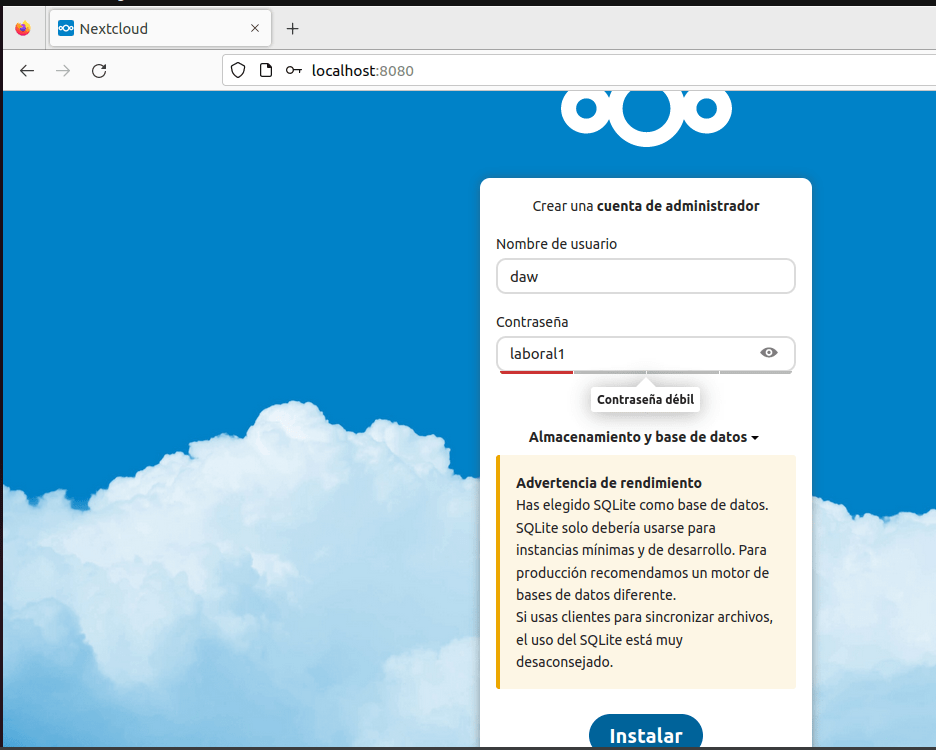 Nextcloud
localhost:8080
Crear una cuenta de administrador
Nombre de usuario
daw
Contraseña
laboral1
Contraseña débil
Almacenamiento y base de datos
Advertencia de rendimiento
Has elegido SQLite como base de datos.
SQLite solo debería usarse para
instancias mínimas y de desarrollo. Para
producción recomendamos un motor de
bases de datos diferente.
Si usas clientes para sincronizar archivos,
el uso del SQLite está muy
desaconsejado.
Instalar